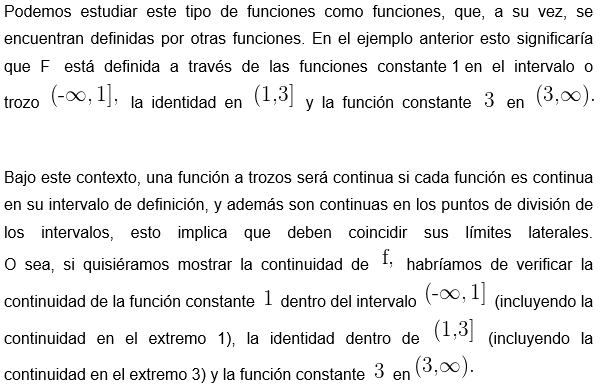 Podemos estudiar este tipo de funciones como funciones, que, a su vez, se
encuentran definidas por otras funciones. En el ejemplo anterior esto significaría
que F está definida a través de las funciones constante 1 en el intervalo o
trozo (-∞, 1], la identidad en (1,3] y la función constante 3 en (3,∞).
Bajo este contexto, una función a trozos será continua si cada función es continua
en su intervalo de definición, y además son continuas en los puntos de división de
los intervalos, esto implica que deben coincidir sus límites laterales.
O sea, si quisiéramos mostrar la continuidad de f, habríamos de verificar la
continuidad de la función constante 1 dentro del intervalo (-∞, 1] (incluyendo la
continuidad en el extremo 1), la identidad dentro de (1,3] (incluyendo la
continuidad en el extremo 3) y la función constante 3 en (3,∞).